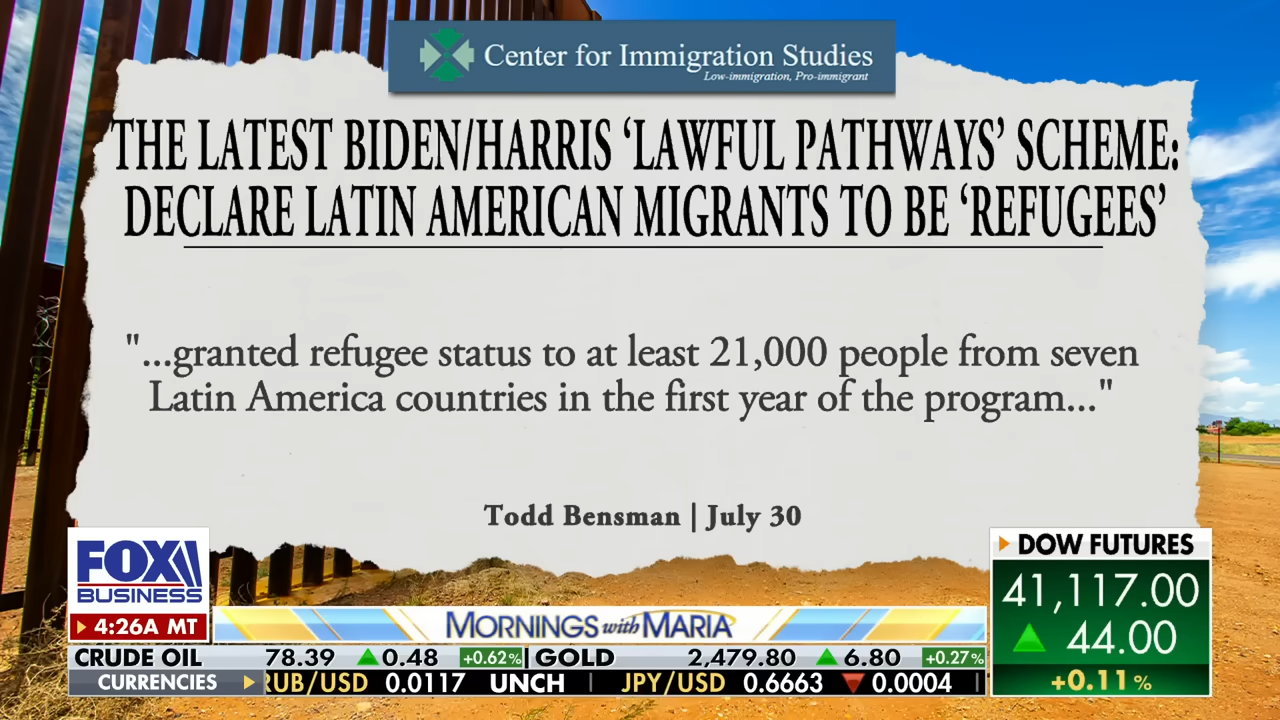 Center for Immigration Studies
Low-immigration, Pro-immigrant
THE LATEST BIDEN/HARRIS ‘LAWFUL PATHWAYS’ SCHEME:
DECLARE LATIN AMERICAN MIGRANTS TO BE ‘REFUGEES’
"...granted refugee status to at least 21,000 people from seven
Latin America countries in the first year of the program..."
Todd Bensman | July 30
FOX
BUSINESS
4:26A MT
MORNINGS with MARIA
DOW FUTURES
41,117.00
44.00
+0.11%
CRUDE OIL 78.39 0.48 +0.62% GOLD 2,479.80 6.80 +0.27%
CURRENCIES RUB/USD 0.0117 UNCH JPY/USD 0.6663 0.0004